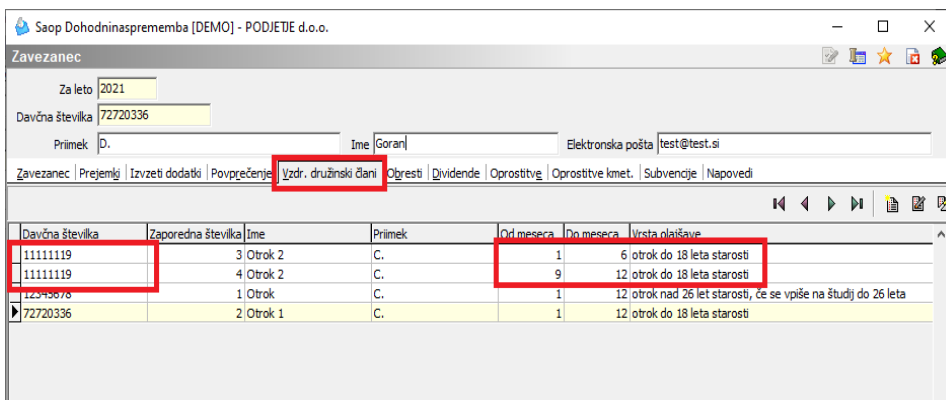 Saop Dohodninasprememba [DEMO] - PODJETJE d.o.o.
Zavezanec
Za leto 2021
Davčna številka 72720336
Priimek D. Ime Goran Elektronska pošta test@test.si
Zavezanec Prejemki Izvzeti dodatki Povprečenje Vzdr. družinski člani Obresti Dividende Oprostitve Oprostitve kmet. Subvencije Napovedi
Davčna številka Zaporedna številka Ime Priimek Od meseca Do meseca Vrsta olajšave
11111119 3 Otrok 2 C. 1 6 otrok do 18 leta starosti
11111119 4 Otrok 2 C. 9 12 otrok do 18 leta starosti
12345678 1 Otrok C. 1 12 otrok nad 26 let starosti, če se vpiše na študij do 26 leta
72720336 2 Otrok 1 C. 1 12 otrok do 18 leta starosti